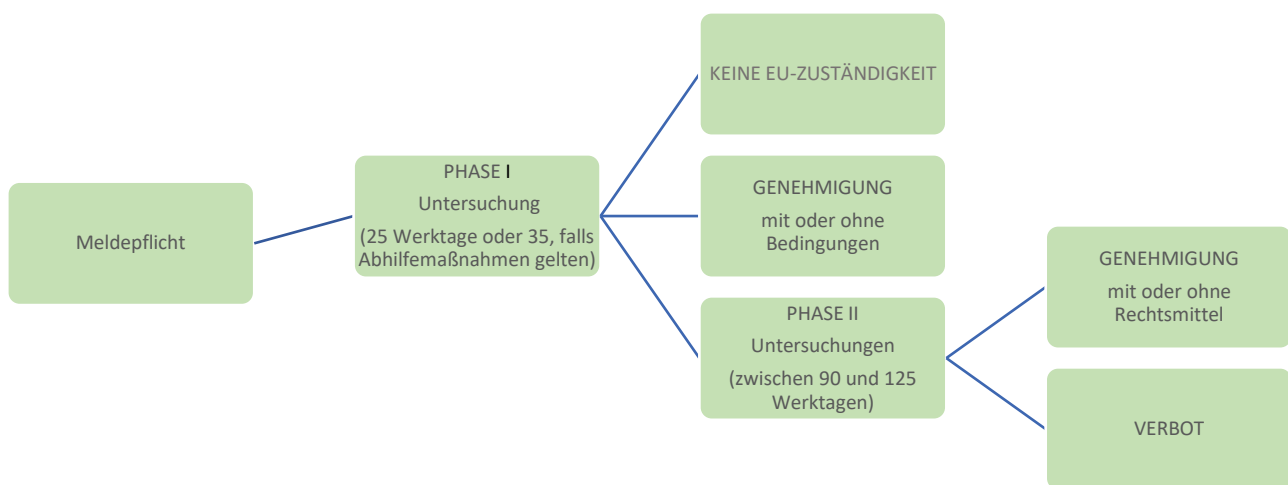 Meldepflicht
PHASE I
Untersuchung
(25 Werktage oder 35, falls
Abhilfemaßnahmen gelten)
KEINE EU-ZUSTÄNDIGKEIT
GENEHMIGUNG
mit oder ohne
Bedingungen
PHASE II
Untersuchungen
(zwischen 90 und 125
Werktagen)
GENEHMIGUNG
mit oder ohne
Rechtsmittel
VERBOT